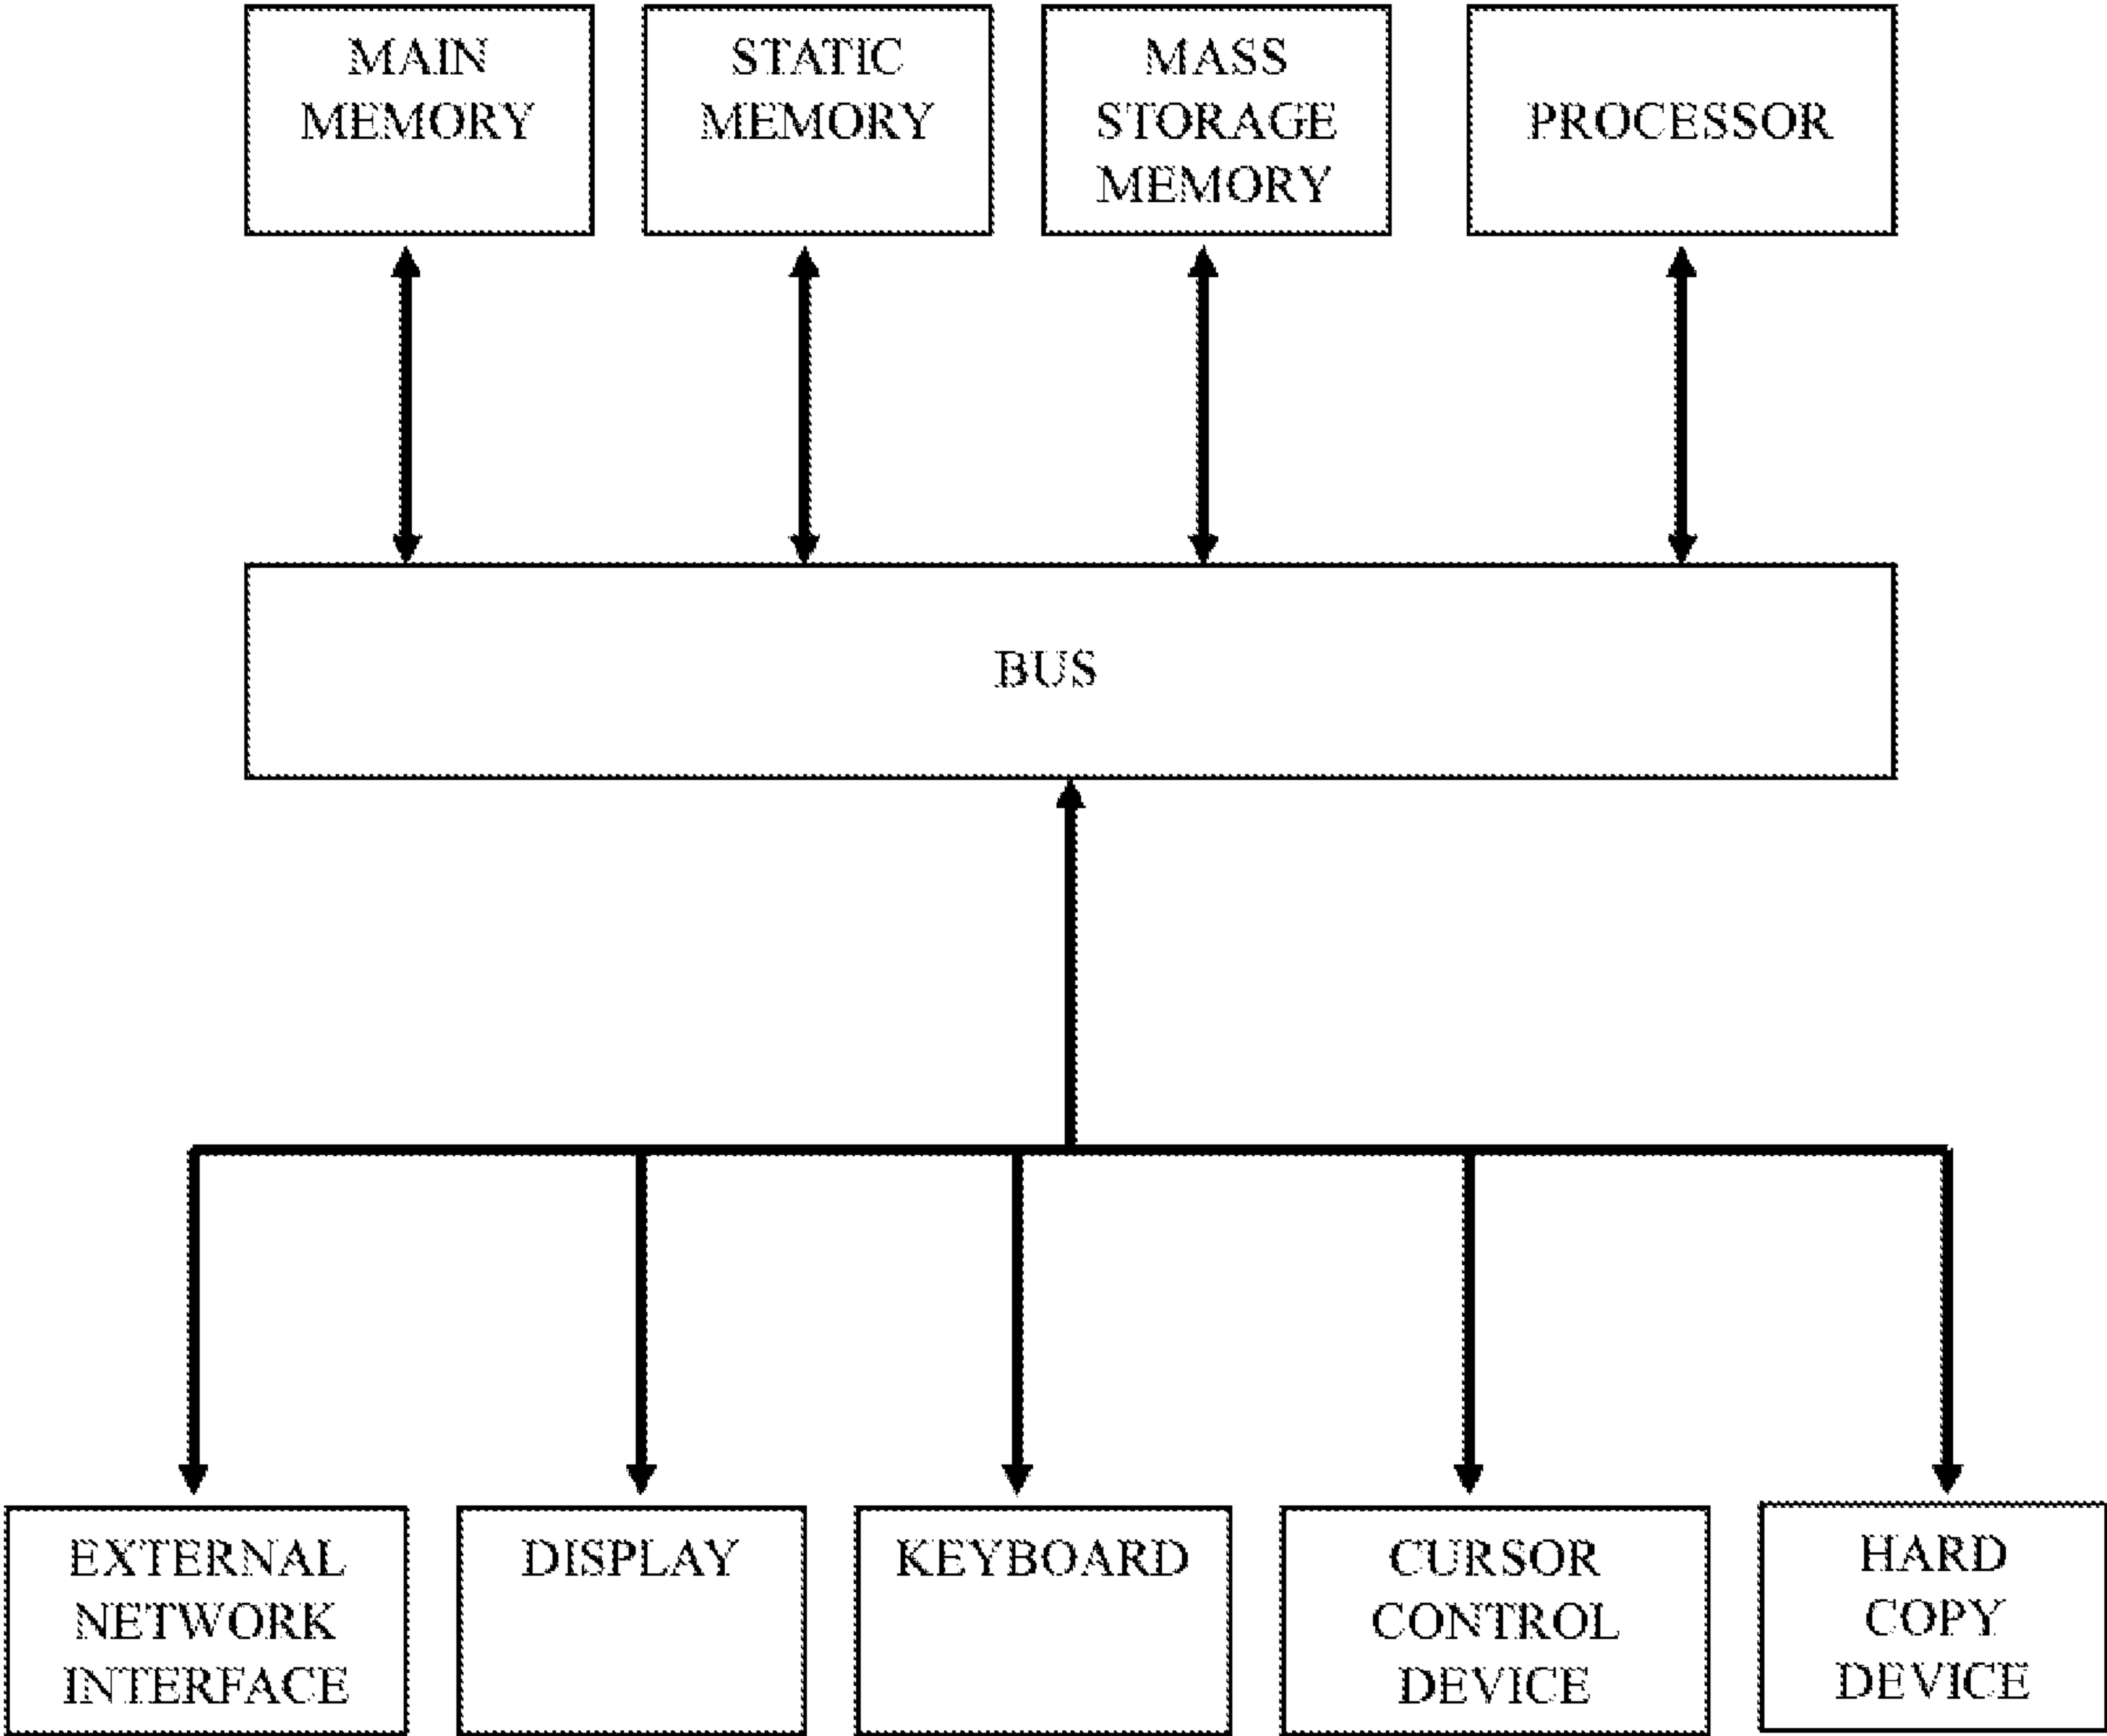 MAIN
MEMORY
STATIC
MEMORY
MASS
STORAGE
MEMORY
PROCESSOR
BUS
EXTERNAL
NETWORK
INTERFACE
DISPLAY
KEYBOARD
CURSOR
CONTROL
DEVICE
HARD
COPY
DEVICE